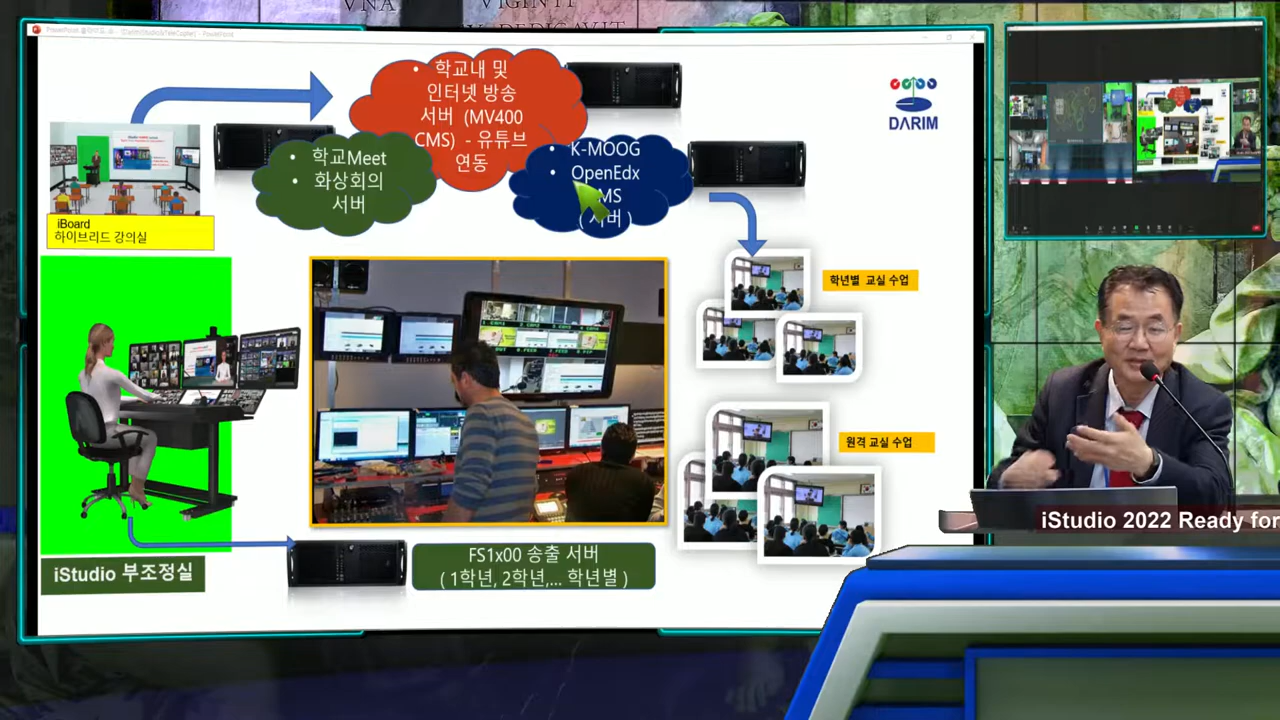 VNA
VIGINTI
학교내 및
인터넷 방송
서버 (MV400
CMS) - 유튜브
연동
학교Meet
화상회의
서버
K-MOOG
OpenEdx
MS
서버 )
DARIM
iBoard
하이브리드 강의실
학년별 교실 수업
원격 교실 수업
iStudio 부조정실
FS1x00 송출 서버
( 1학년, 2학년,... 학년별 )
iStudio 2022 Ready for